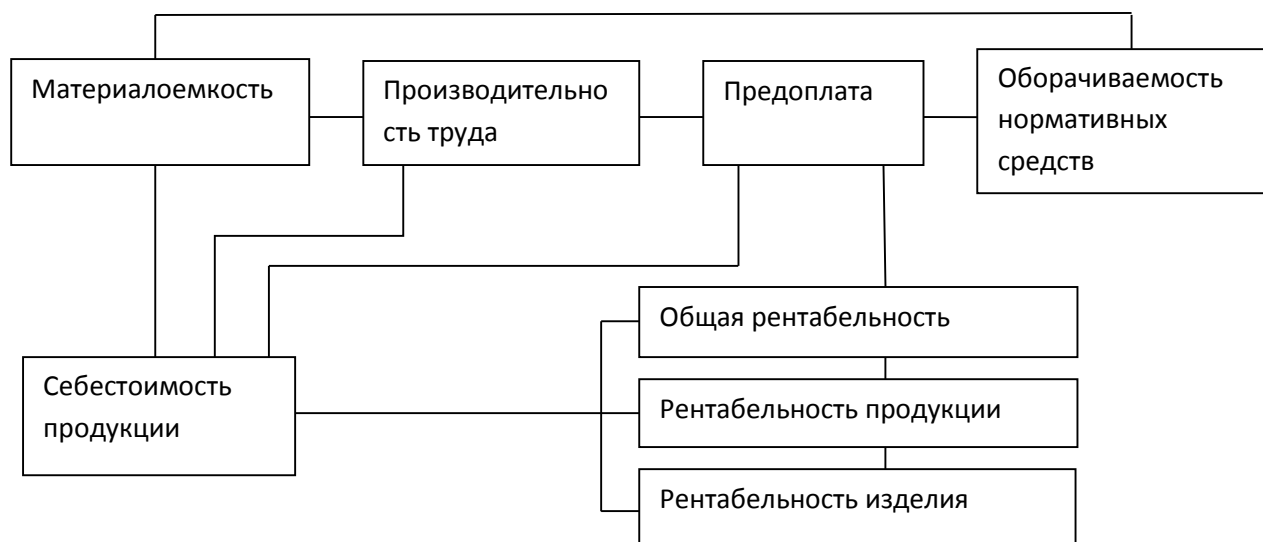 Материалоемкость
Производительно
сть труда
Предоплата
Оборачиваемость
нормативных
средств
Общая рентабельность
Себестоимость
продукции
Рентабельность продукции
Рентабельность изделия